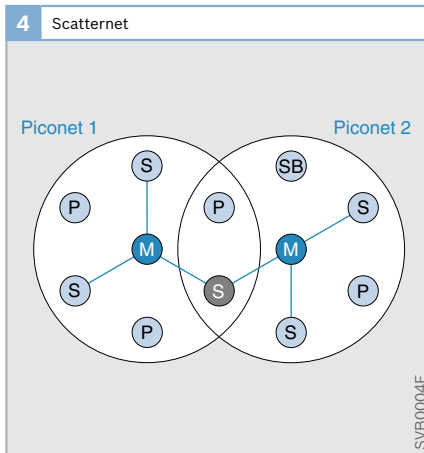 4 Scatternet
Piconet 1 Piconet 2
S SB
P P S
M M
S S P
P S
SVB0004E